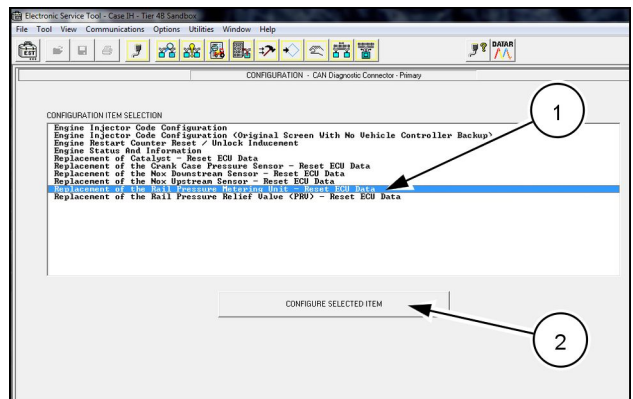 Electronic Service Tool - Case IH - Tier 4B Sandbox
File Tool View Communications Options Utilities Window Help
DATAR
CONFIGURATION - CAN Diagnostic Connector - Primary
CONFIGURATION ITEM SELECTION
Engine Injector Code Configuration
Engine Injector Code Configuration (Original Screen With No Vehicle Controller Backup)
Engine Restart Counter Reset / Unlock Inducement
Engine Status And Information
Replacement of Catalyst - Reset ECU Data
Replacement of the Crank Case Pressure Sensor - Reset ECU Data
Replacement of the Nox Downstream Sensor - Reset ECU Data
Replacement of the Nox Upstream Sensor - Reset ECU Data
Replacement of the Rail Pressure Metering Unit - Reset ECU Data
Replacement of the Rail Pressure Relief Valve (PRV) - Reset ECU Data
1
CONFIGURE SELECTED ITEM
2